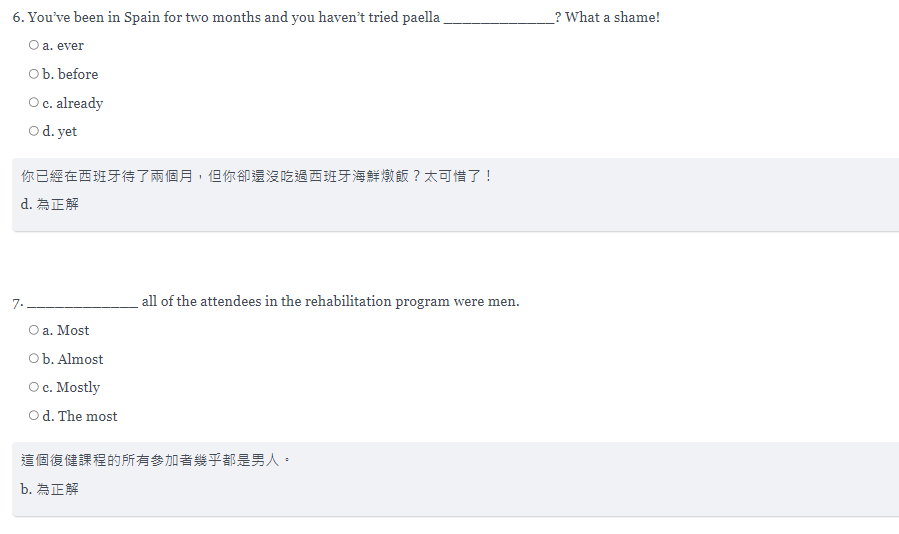 6. You’ve been in Spain for two months and you haven’t tried paella _____________? What a shame!
a. ever
b. before
c. already
d. yet
你已經在西班牙待了兩個月，但你卻還沒吃過西班牙海鮮燉飯？太可惜了！
d. 為正解
7. _____________ all of the attendees in the rehabilitation program were men.
a. Most
b. Almost
c. Mostly
d. The most
這個復健課程的所有參加者幾乎都是男人。
b. 為正解